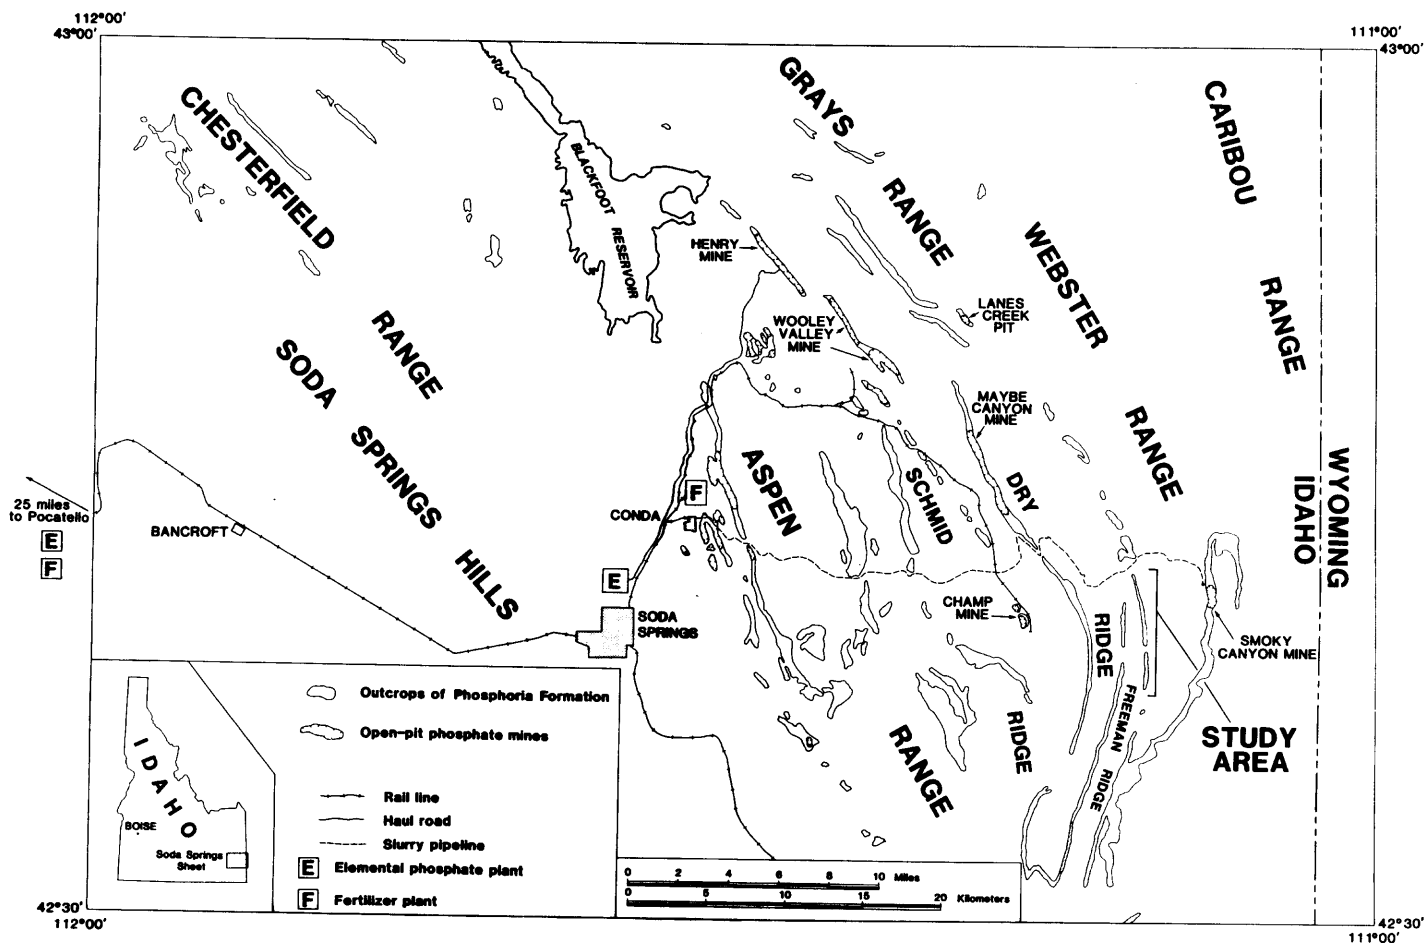 112°00'
43°00'
111°00'
43°00'
CHESTERFIELD
RANGE
SODA
SPRINGS
HILLS
BLACKFOOT
RESERVOIR
GRAYS
RANGE
CARIBOU
RANGE
WEBSTER
RANGE
HENRY
MINE
WOOLEY
VALLEY
MINE
LANES
CREEK
PIT
MAYBE
CANYON
MINE
ASPEN
RANGE
SCHMID
RIDGE
DRY
RIDGE
WYOMING
IDAHO
25 miles
to Pocatello
E
F
BANCROFT
CONDA
F
E
SODA
SPRINGS
CHAMP
MINE
SMOKY
CANYON MINE
FREEMAN
RIDGE
STUDY
AREA
IDAHO
BOISE
Soda Springs
Sheet
Outcrops of Phosphoria Formation
Open-pit phosphate mines
Rail line
Haul road
Slurry pipeline
E Elemental phosphate plant
F Fertilizer plant
0 2 4 6 8 10 Miles
0 5 10 15 20 Kilometers
42°30'
112°00'
42°30'
111°00'